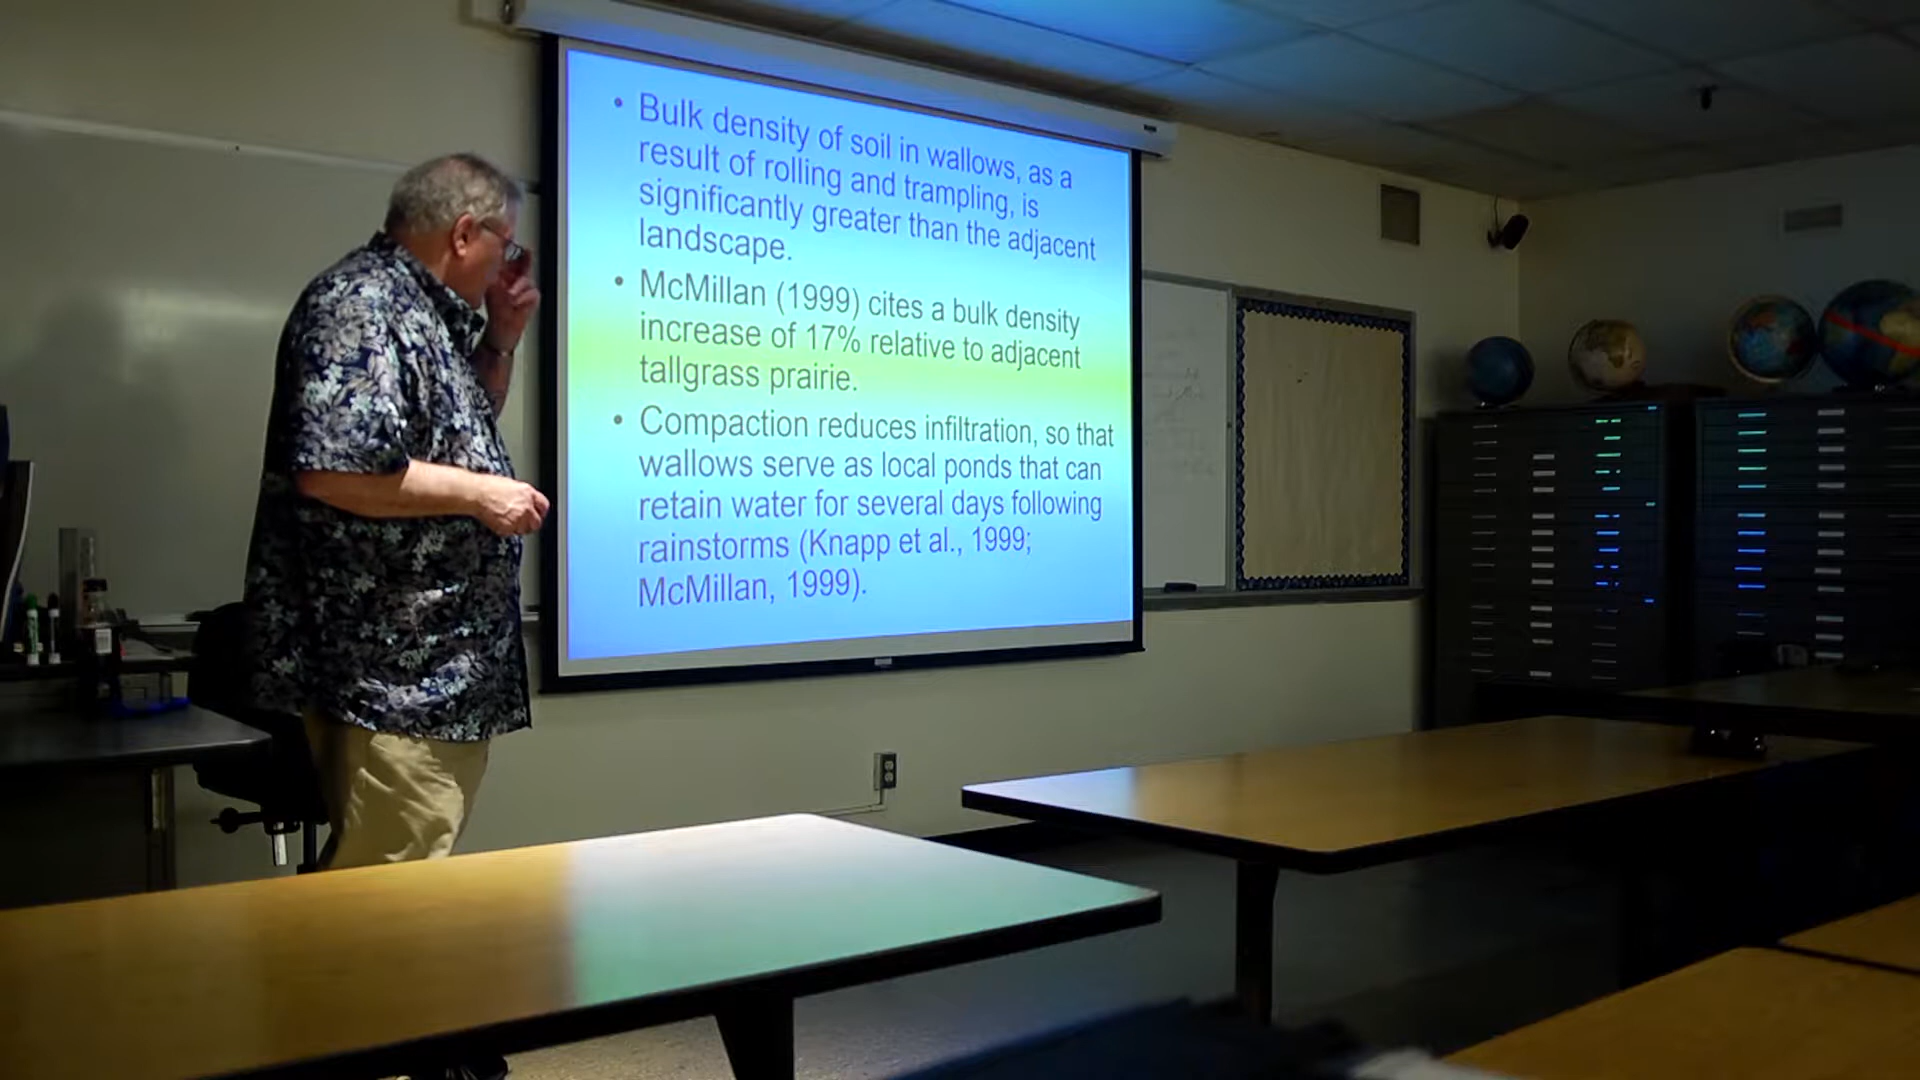 • Bulk density of soil in wallows, as a
result of rolling and trampling, is
significantly greater than the adjacent
landscape.
• McMillan (1999) cites a bulk density
increase of 17% relative to adjacent
tallgrass prairie.
• Compaction reduces infiltration, so that
wallows serve as local ponds that can
retain water for several days following
rainstorms (Knapp et al., 1999;
McMillan, 1999).